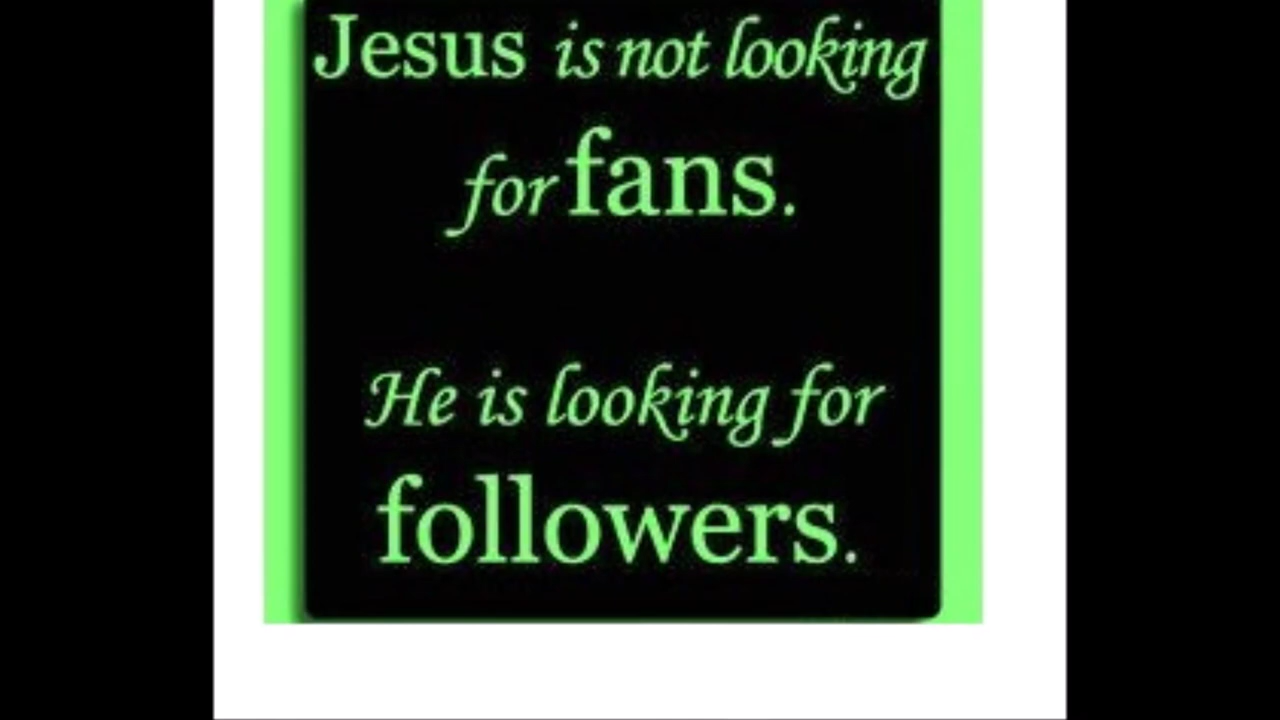 Jesus is not looking
for fans.
He is looking for
followers.